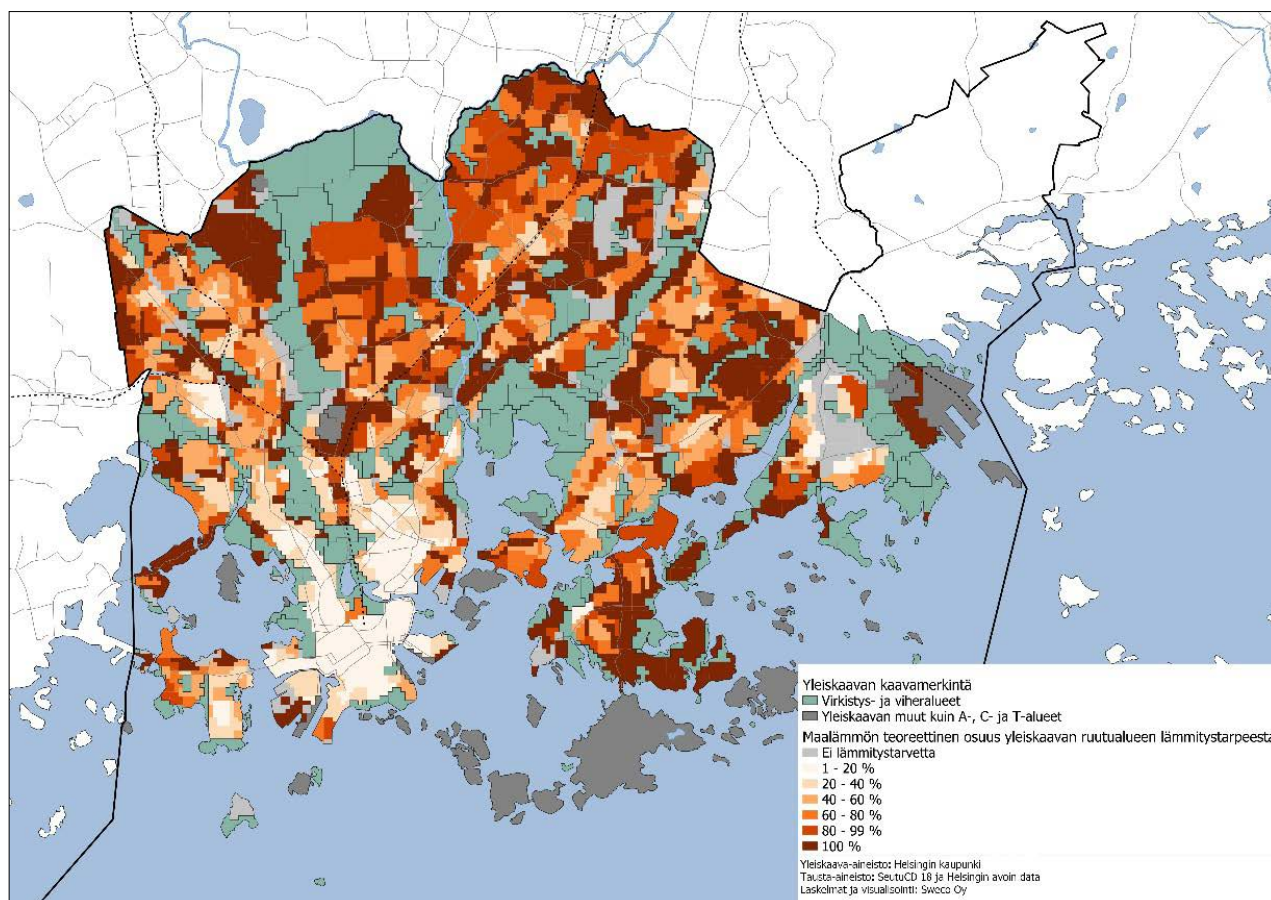 Yleiskaavan kaavamerkintä
Virkistys- ja viheralueet
Yleiskaavan muut kuin A-, C- ja T-alueet
Maalämmön teoreettinen osuus yleiskaavan ruutualueen lämmitystarpeesta
Ei lämmitystarvetta
1 - 20 %
20 - 40 %
40 - 60 %
60 - 80 %
80 - 99 %
100 %
Yleiskaava-aineisto: Helsingin kaupunki
Tausta-aineisto: SeutuCD 18 ja Helsingin avoin data
Laskelmat ja visualisointi: Sweco Oy